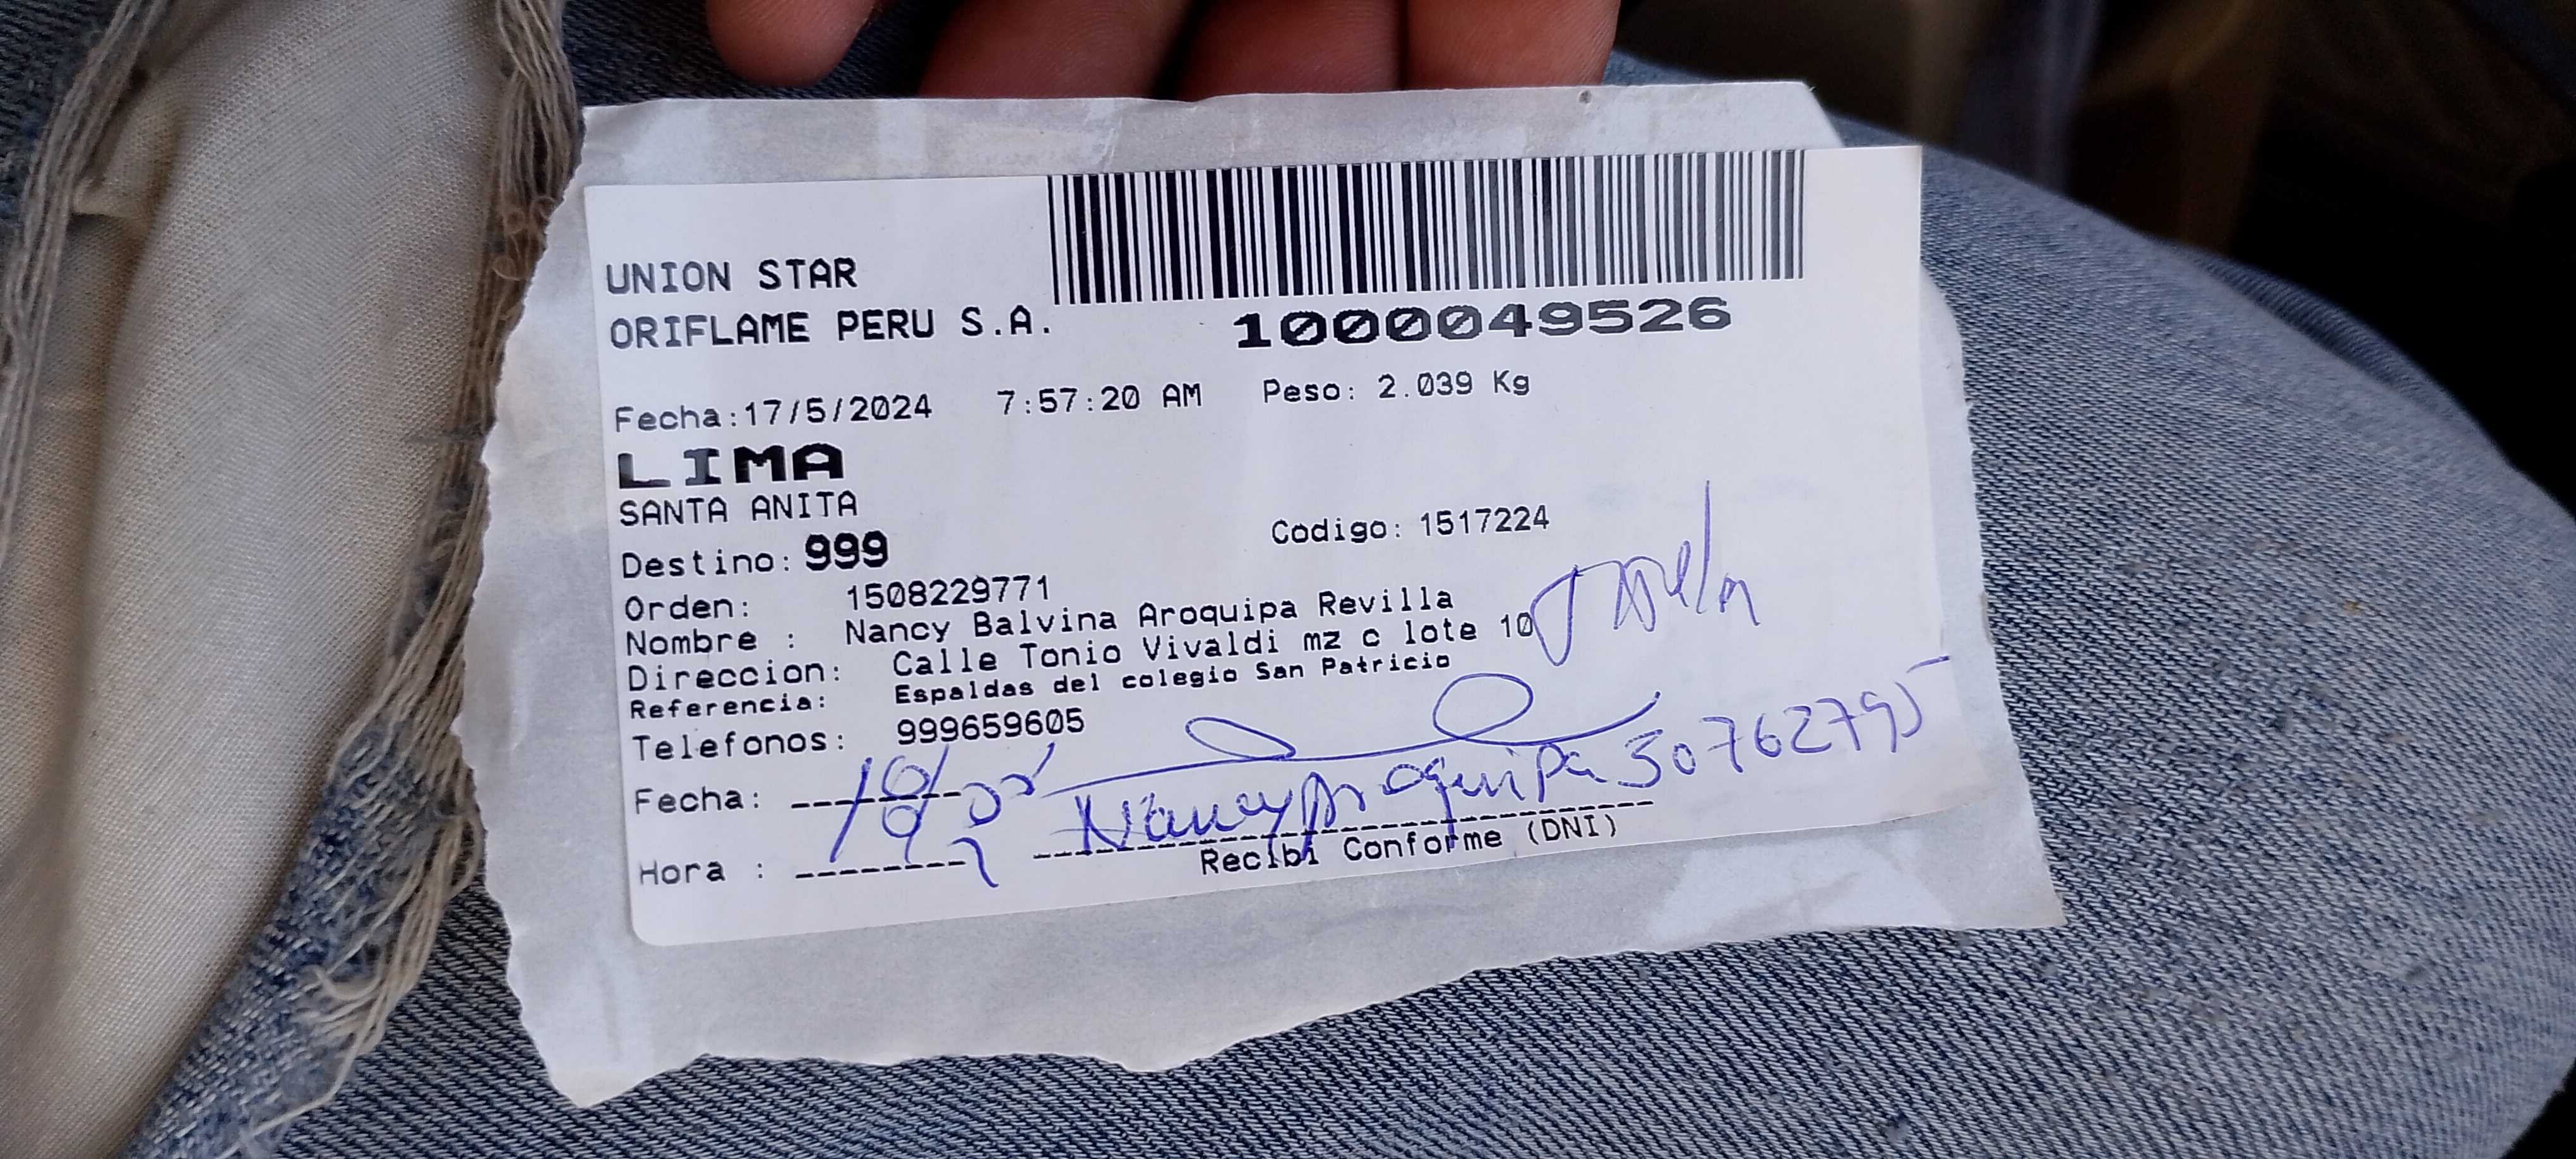 UNION STAR
ORIFLAME PERU S.A.
1000049526
Fecha:17/5/2024 7:57:20 AM Peso: 2.039 Kg
LIMA
SANTA ANITA
Destino: 999 Codigo: 1517224
Orden: 1508229771
Nombre : Nancy Balvina Aroquipa Revilla
Direccion: Calle Tonio Vivaldi mz c lote 10
Referencia: Espaldas del colegio San Patricio
Telefonos: 999659605
Fecha: Nancy Aroquipa
Hora :
Recibi Conforme (DNI)